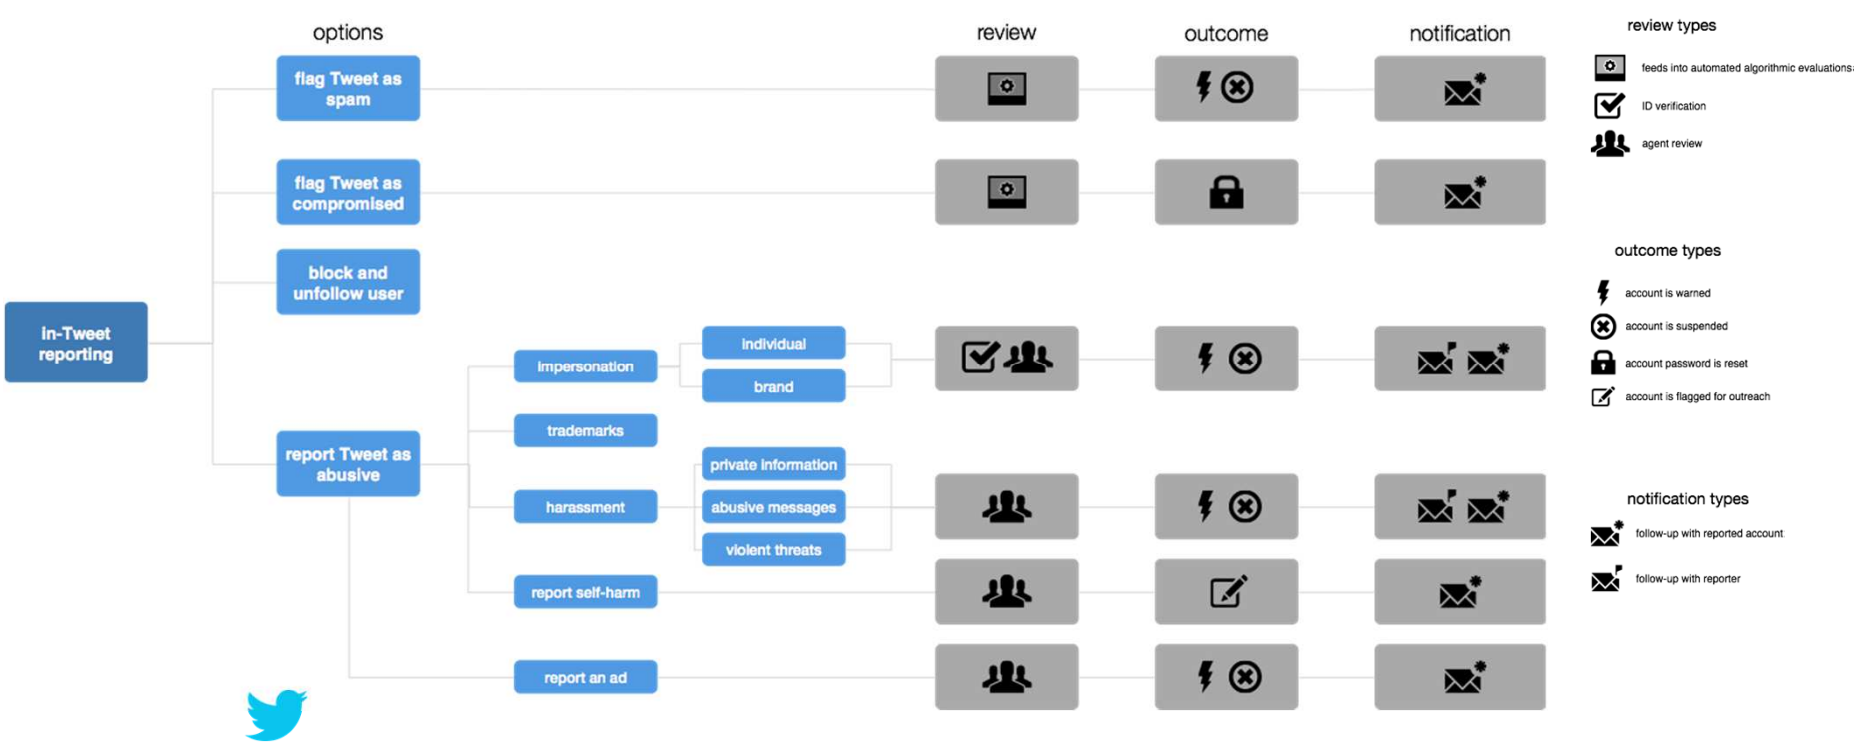 options
review
outcome
notification
review types
flag Tweet as
spam
feeds into automated algorithmic evaluations
ID verification
agent review
flag Tweet as
compromised
block and
unfollow user
outcome types
account is warned
account is suspended
account password is reset
account is flagged for outreach
in-Tweet
reporting
impersonation
individual
brand
trademarks
report Tweet as
abusive
private information
harassment
abusive messages
violent threats
notification types
follow-up with reported account
follow-up with reporter
report self-harm
report an ad